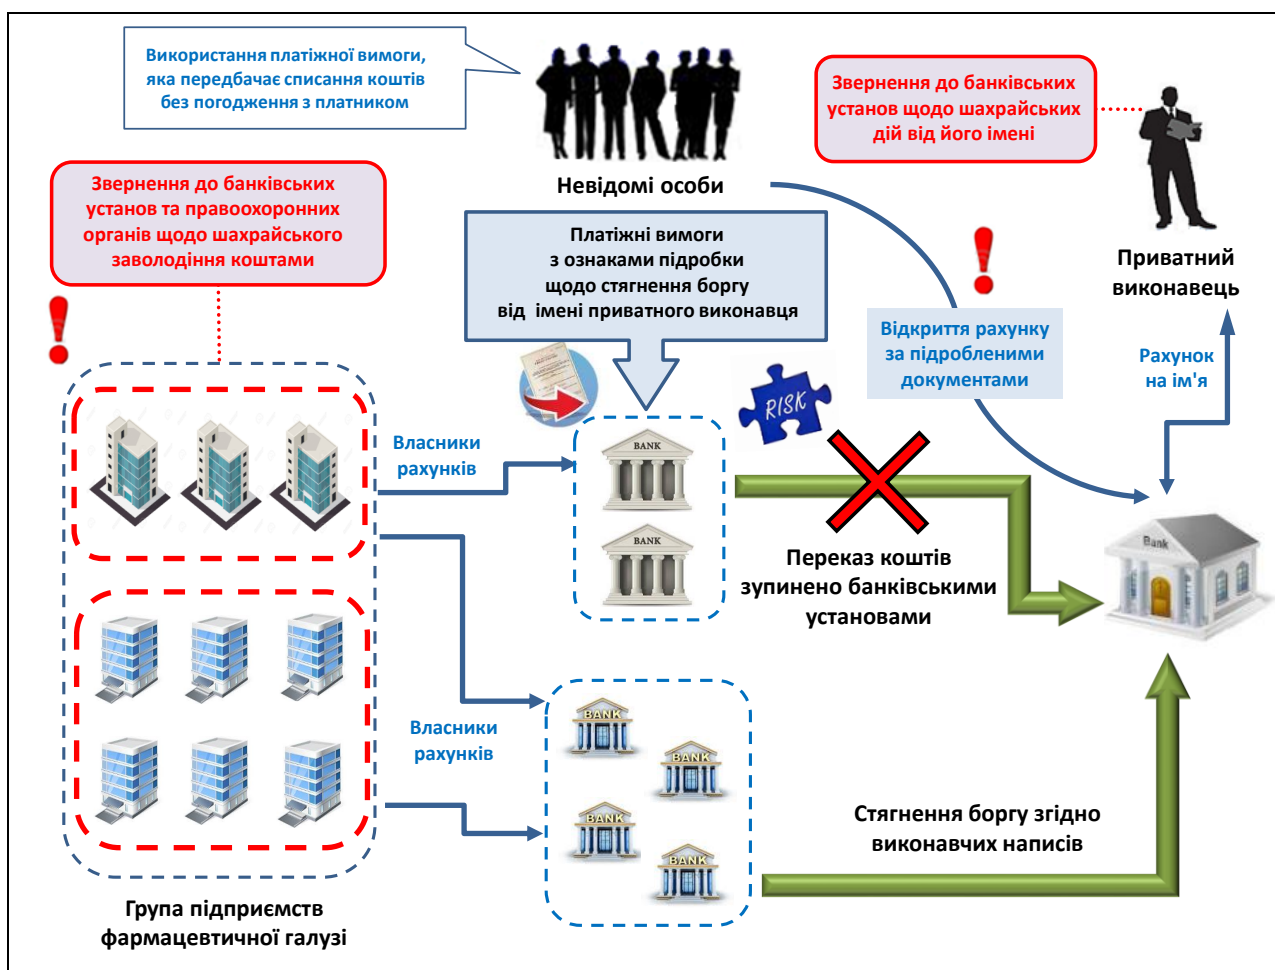 Використання платіжної вимоги,
яка передбачає списання коштів
без погодження з платником
Невідомі особи
Звернення до банківських
установ щодо шахрайських
дій від його імені
Приватний
виконавець
Звернення до банківських
установ та правоохоронних
органів щодо шахрайського
заволодіння коштами
Платіжні вимоги
з ознаками підробки
щодо стягнення боргу
від імені приватного виконавця
Відкриття рахунку
за підробленими
документами
Рахунок
на ім'я
RISK
Власники
рахунків
BANK
BANK
Bank
Переказ коштів
зупинено банківськими
установами
Власники
рахунків
BANK
BANK
BANK
BANK
Стягнення боргу згідно
виконавчих написів
Група підприємств
фармацевтичної галузі